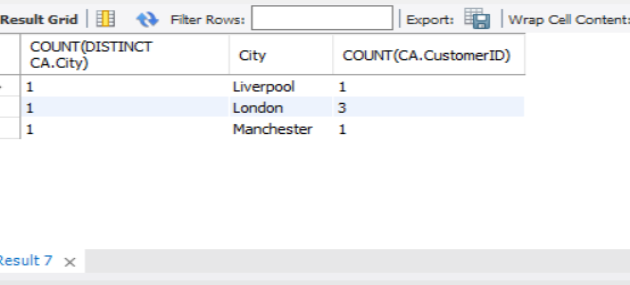 Result Grid Filter Rows: Export: Wrap Cell Content:
COUNT(DISTINCT
CA.City) City COUNT(CA.CustomerID)
1 Liverpool 1
1 London 3
1 Manchester 1
Result 7 ×